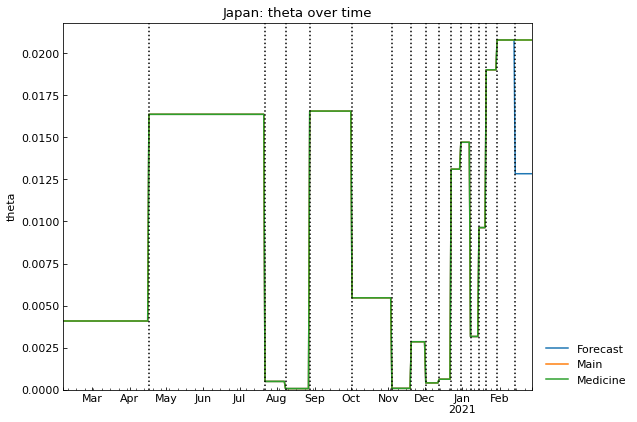 Japan: theta over time
theta
0.0200
0.0175
0.0150
0.0125
0.0100
0.0075
0.0050
0.0025
0.0000
Mar Apr May Jun Jul Aug Sep Oct Nov Dec Jan Feb
2021
Forecast
Main
Medicine